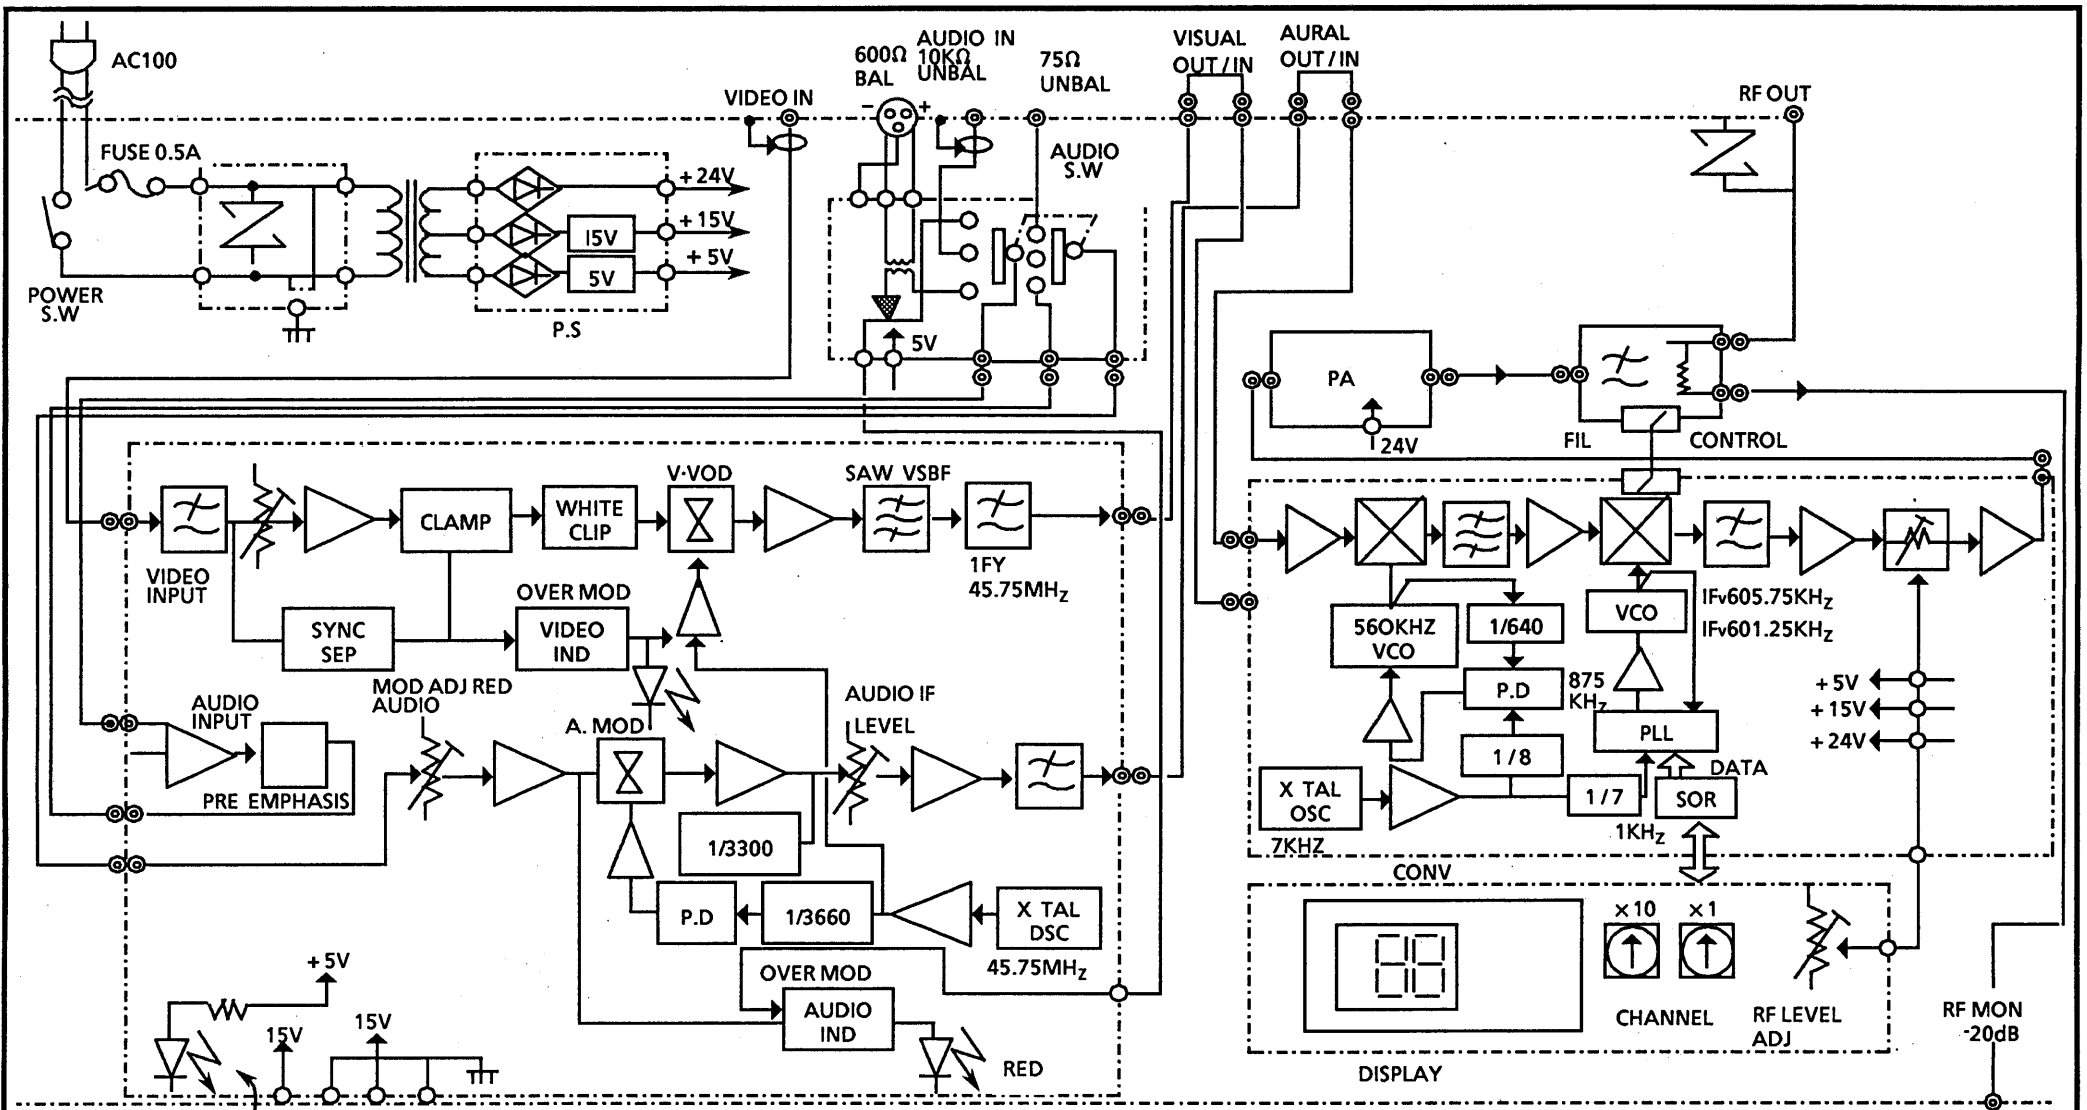 AC100
FUSE 0.5A
POWER
S.W
+24V
+15V
+5V
15V
5V
P.S
VIDEO IN
600Ω
BAL
AUDIO IN
10KΩ
UNBAL
75Ω
UNBAL
- +
AUDIO
S.W
5V
VISUAL
OUT/IN
AURAL
OUT/IN
RF OUT
PA
24V
FIL
CONTROL
VIDEO
INPUT
CLAMP
WHITE
CLIP
V·VOD
SAW VSBF
1FY
45.75MHz
SYNC
SEP
OVER MOD
VIDEO
IND
AUDIO
INPUT
PRE EMPHASIS
MOD ADJ RED
AUDIO
A. MOD
AUDIO IF
LEVEL
1/3300
P.D
1/3660
X TAL
DSC
45.75MHz
OVER MOD
AUDIO
IND
RED
+5V
15V
15V
560KHZ
VCO
1/640
P.D
875
KHz
1/8
X TAL
OSC
7KHZ
1/7
1KHz
VCO
IFv605.75KHz
IFv601.25KHz
PLL
DATA
SOR
+5V
+15V
+24V
CONV
x10
x1
CHANNEL
RF LEVEL
ADJ
DISPLAY
RF MON
-20dB